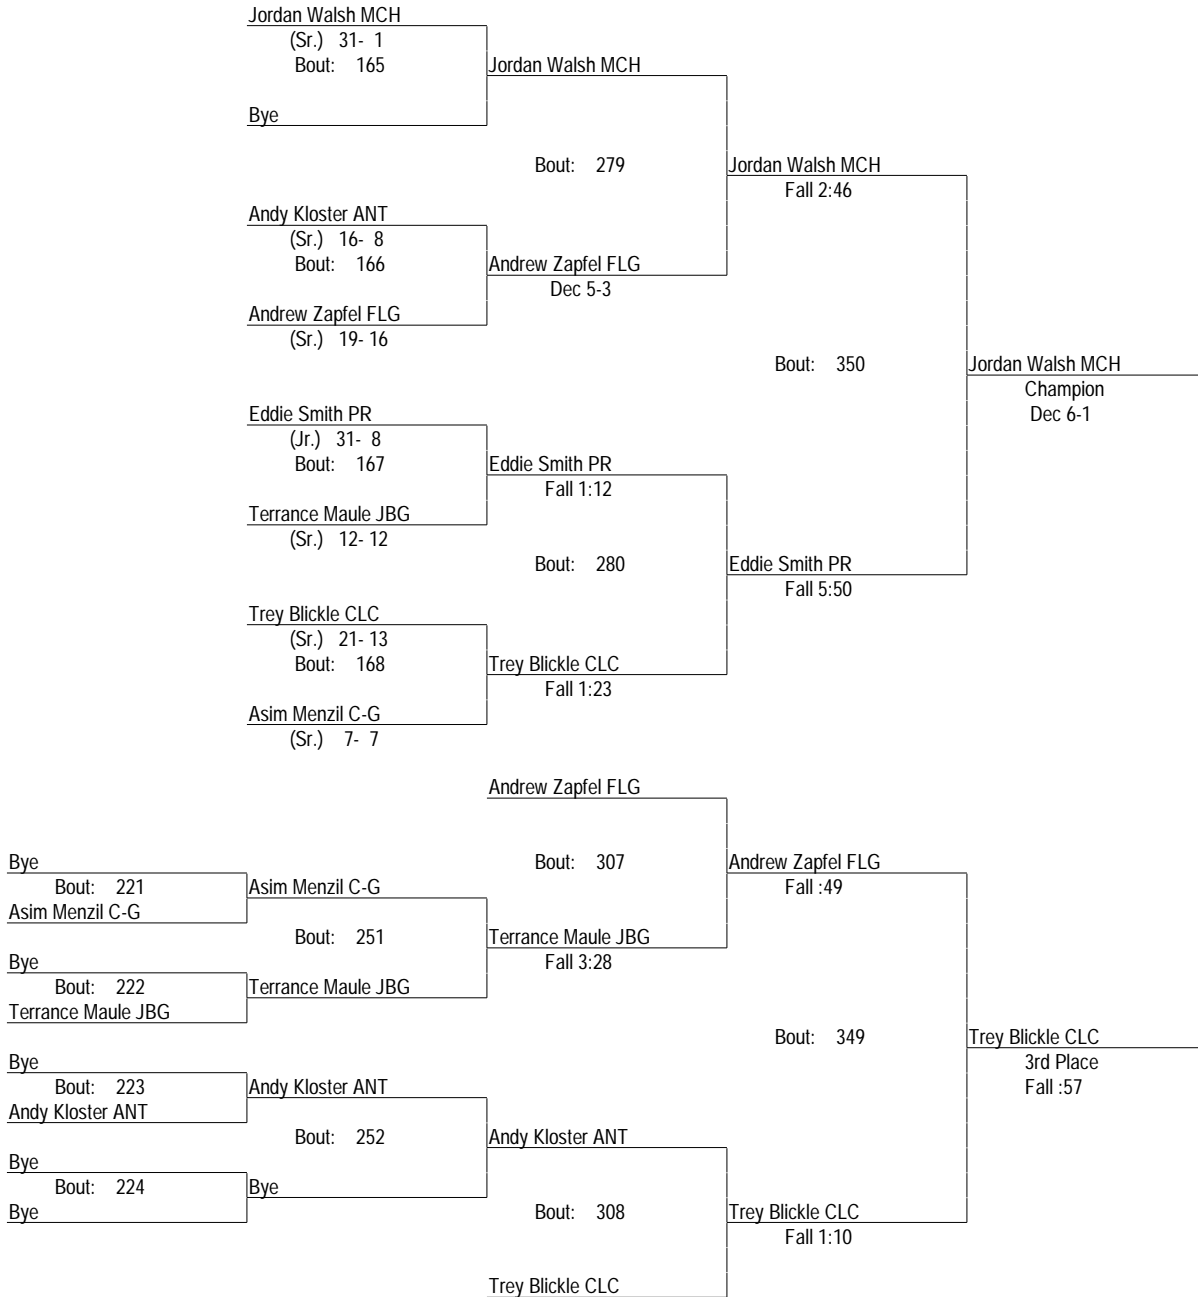 Jordan Walsh MCH
(Sr.) 31- 1
Bout: 165
Jordan Walsh MCH
Bye
Bout: 279
Jordan Walsh MCH
Fall 2:46
Andy Kloster ANT
(Sr.) 16- 8
Bout: 166
Andrew Zapfel FLG
Dec 5-3
Andrew Zapfel FLG
(Sr.) 19- 16
Bout: 350
Jordan Walsh MCH
Champion
Dec 6-1
Eddie Smith PR
(Jr.) 31- 8
Bout: 167
Eddie Smith PR
Fall 1:12
Terrance Maule JBG
(Sr.) 12- 12
Bout: 280
Eddie Smith PR
Fall 5:50
Trey Blickle CLC
(Sr.) 21- 13
Bout: 168
Trey Blickle CLC
Fall 1:23
Asim Menzil C-G
(Sr.) 7- 7
Andrew Zapfel FLG
Bout: 307
Andrew Zapfel FLG
Fall :49
Bye
Bout: 221
Asim Menzil C-G
Asim Menzil C-G
Bout: 251
Terrance Maule JBG
Fall 3:28
Bye
Bout: 222
Terrance Maule JBG
Terrance Maule JBG
Bout: 349
Trey Blickle CLC
3rd Place
Fall :57
Bye
Bout: 223
Andy Kloster ANT
Andy Kloster ANT
Bout: 252
Andy Kloster ANT
Bye
Bout: 224
Bye
Bye
Bout: 308
Trey Blickle CLC
Fall 1:10
Trey Blickle CLC